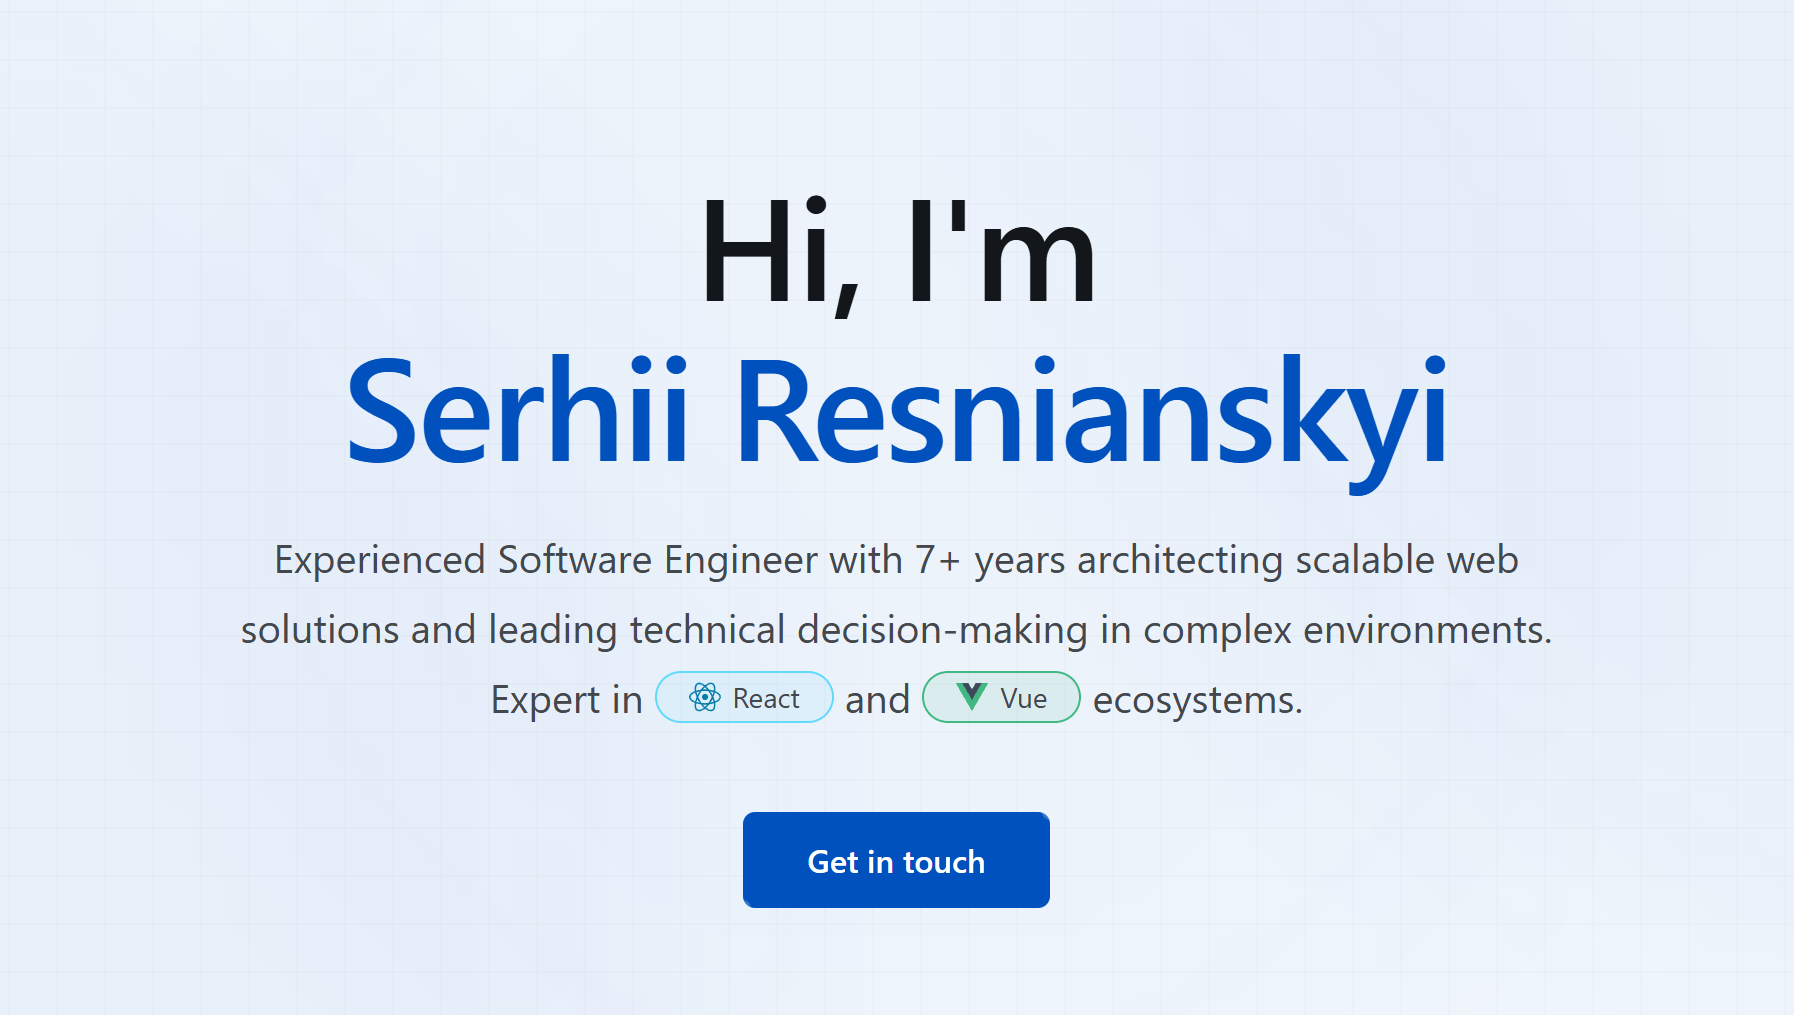 Hi, I'm
Serhii Resnianskyi
Experienced Software Engineer with 7+ years architecting scalable web
solutions and leading technical decision-making in complex environments.
Expert in React and Vue ecosystems.
Get in touch